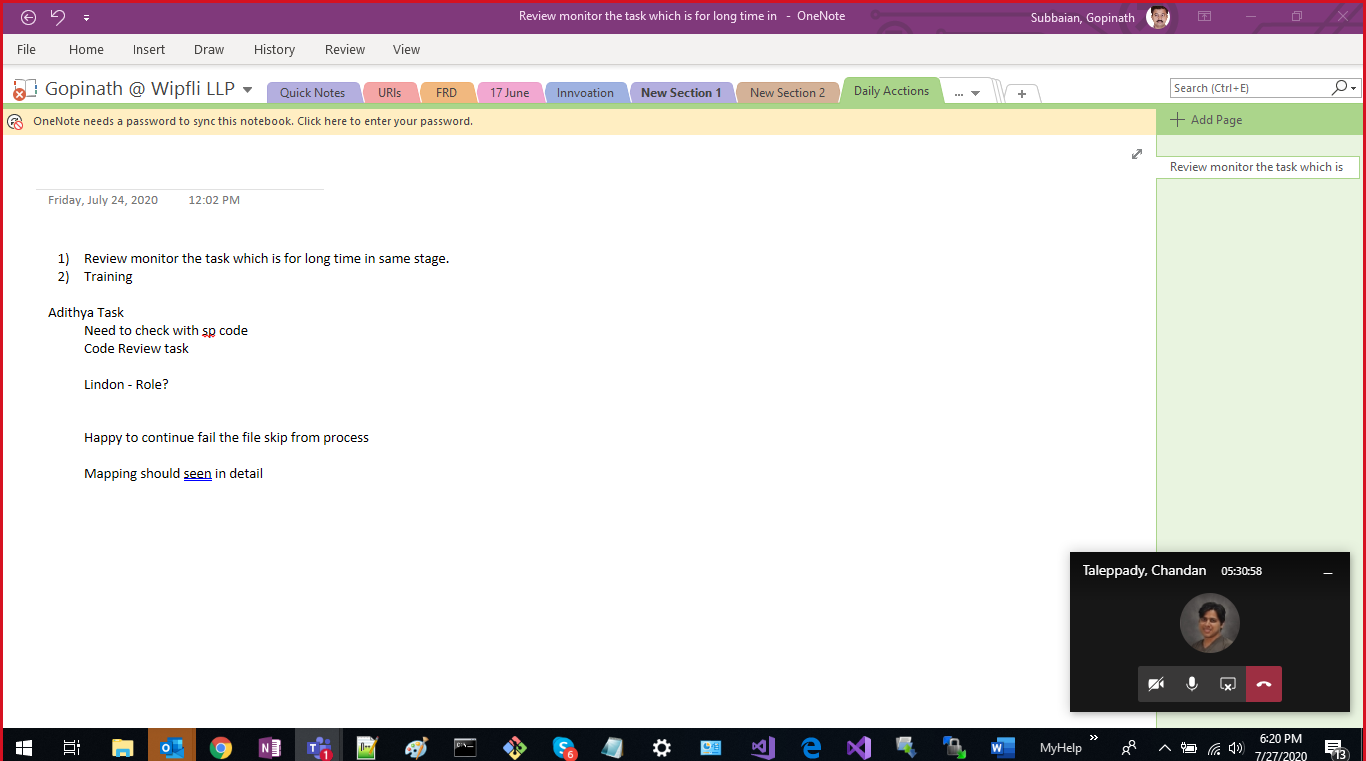 Review monitor the task which is for long time in - OneNote
Subbaian, Gopinath
File Home Insert Draw History Review View
Gopinath @ Wipfli LLP
Quick Notes URIs FRD 17 June Innvoation New Section 1 New Section 2 Daily Acctions ... +
Search (Ctrl+E)
OneNote needs a password to sync this notebook. Click here to enter your password.
Add Page
Review monitor the task which is
Friday, July 24, 2020 12:02 PM
1) Review monitor the task which is for long time in same stage.
2) Training
Adithya Task
Need to check with sp code
Code Review task
Lindon - Role?
Happy to continue fail the file skip from process
Mapping should seen in detail
Taleppady, Chandan 05:30:58
1
6
MyHelp
6:20 PM
7/27/2020
13